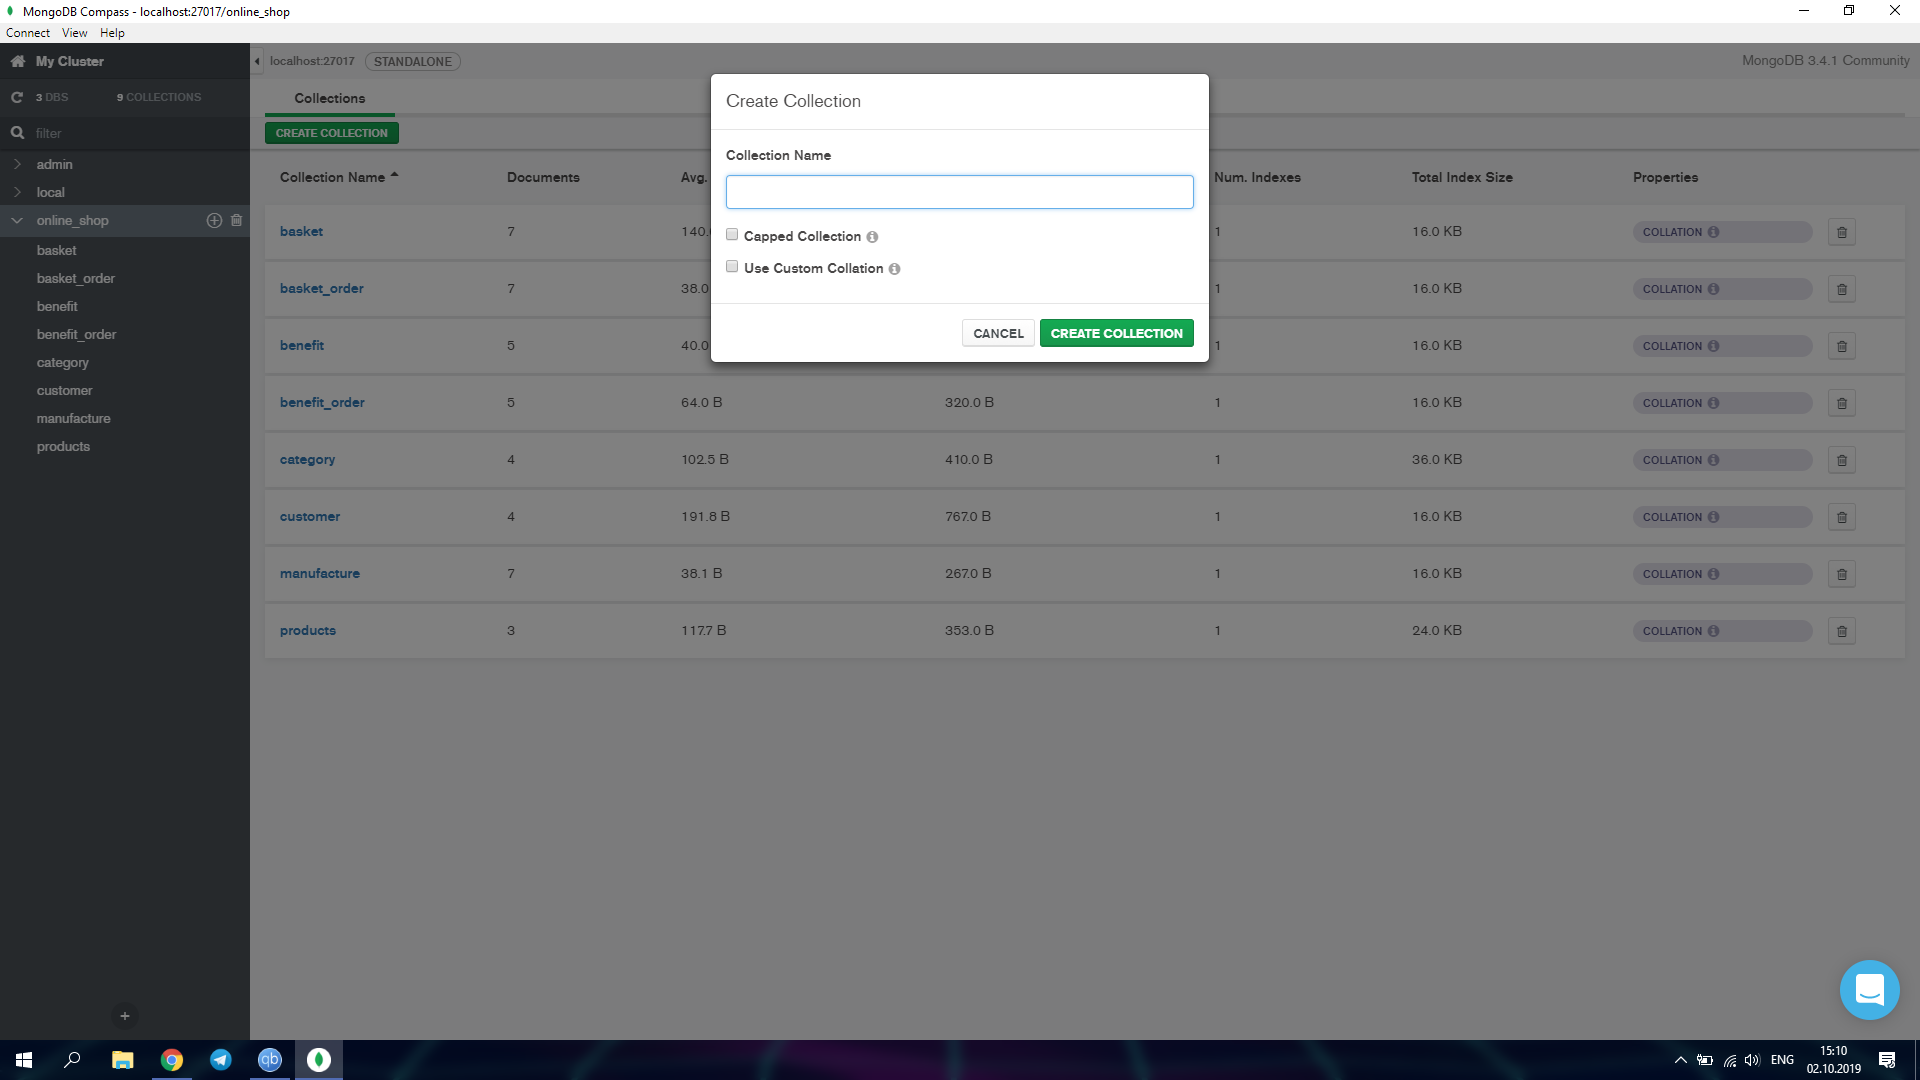 MongoDB Compass - localhost:27017/online_shop
Connect View Help
My Cluster
localhost:27017 STANDALONE
MongoDB 3.4.1 Community
3 DBS 9 COLLECTIONS
Collections
filter
CREATE COLLECTION
admin
local
online_shop
basket
basket_order
benefit
benefit_order
category
customer
manufacture
products
Create Collection
Collection Name
Capped Collection
Use Custom Collation
CANCEL CREATE COLLECTION
Collection Name Documents Avg. Num. Indexes Total Index Size Properties
basket 7 140. 1 16.0 KB COLLATION
basket_order 7 38.0 1 16.0 KB COLLATION
benefit 5 40.0 1 16.0 KB COLLATION
benefit_order 5 64.0 B 320.0 B 1 16.0 KB COLLATION
category 4 102.5 B 410.0 B 1 36.0 KB COLLATION
customer 4 191.8 B 767.0 B 1 16.0 KB COLLATION
manufacture 7 38.1 B 267.0 B 1 16.0 KB COLLATION
products 3 117.7 B 353.0 B 1 24.0 KB COLLATION
qb
ENG
15:10
02.10.2019